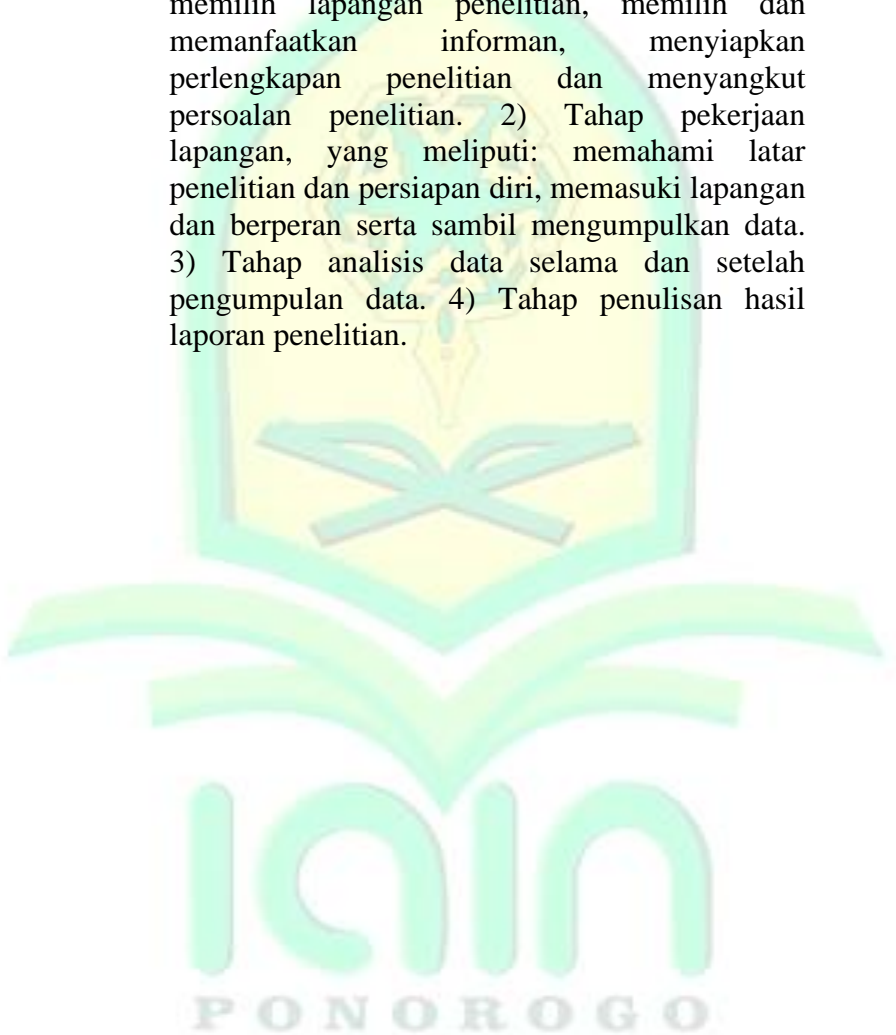 memilih lapangan penelitian, memilih dan
memanfaatkan informan, menyiapkan
perlengkapan penelitian dan menyangkut
persoalan penelitian. 2) Tahap pekerjaan
lapangan, yang meliputi: memahami latar
penelitian dan persiapan diri, memasuki lapangan
dan berperan serta sambil mengumpulkan data.
3) Tahap analisis data selama dan setelah
pengumpulan data. 4) Tahap penulisan hasil
laporan penelitian.
iain
PONOROGO